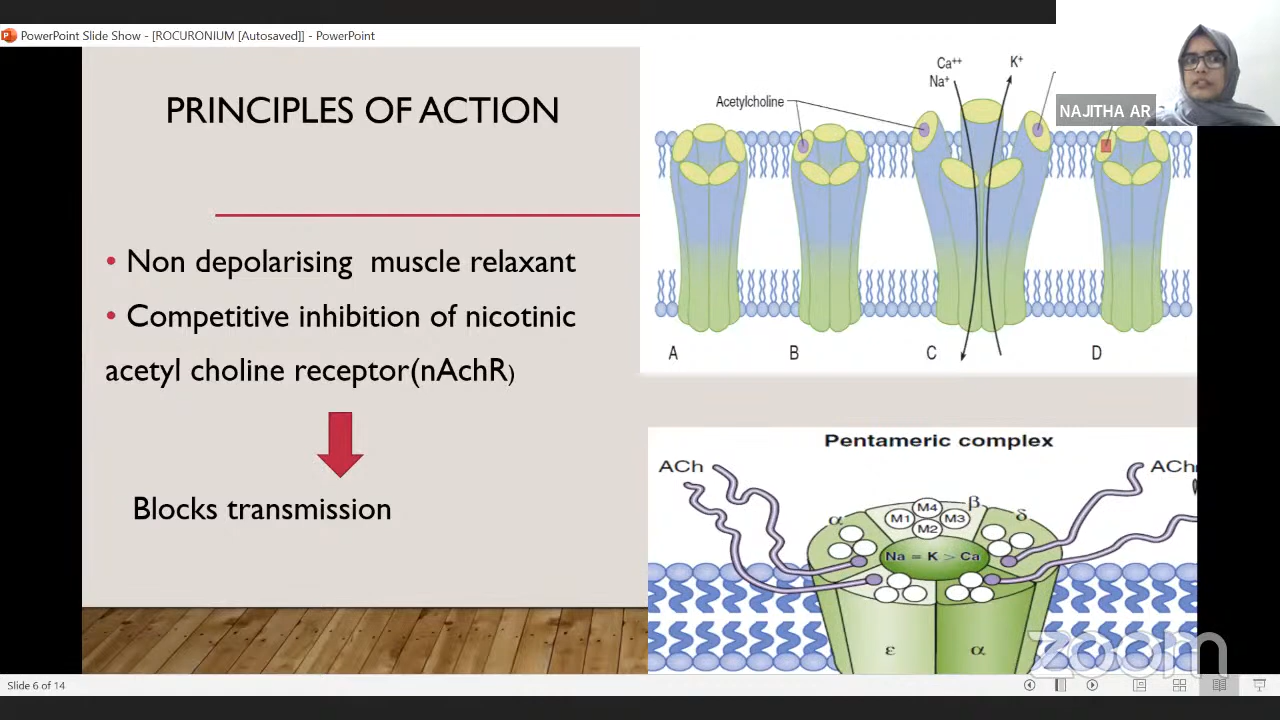 PowerPoint Slide Show - [ROCURONIUM [Autosaved]] - PowerPoint
NAJITHA AR
PRINCIPLES OF ACTION
• Non depolarising muscle relaxant
• Competitive inhibition of nicotinic
acetyl choline receptor(nAchR)
Blocks transmission
Ca++
Na+
K+
Acetylcholine
A
B
C
D
Pentameric complex
ACh
ACh
α
β
δ
M4
M1
M3
M2
Na = K > Ca
ε
α
zoom
Slide 6 of 14